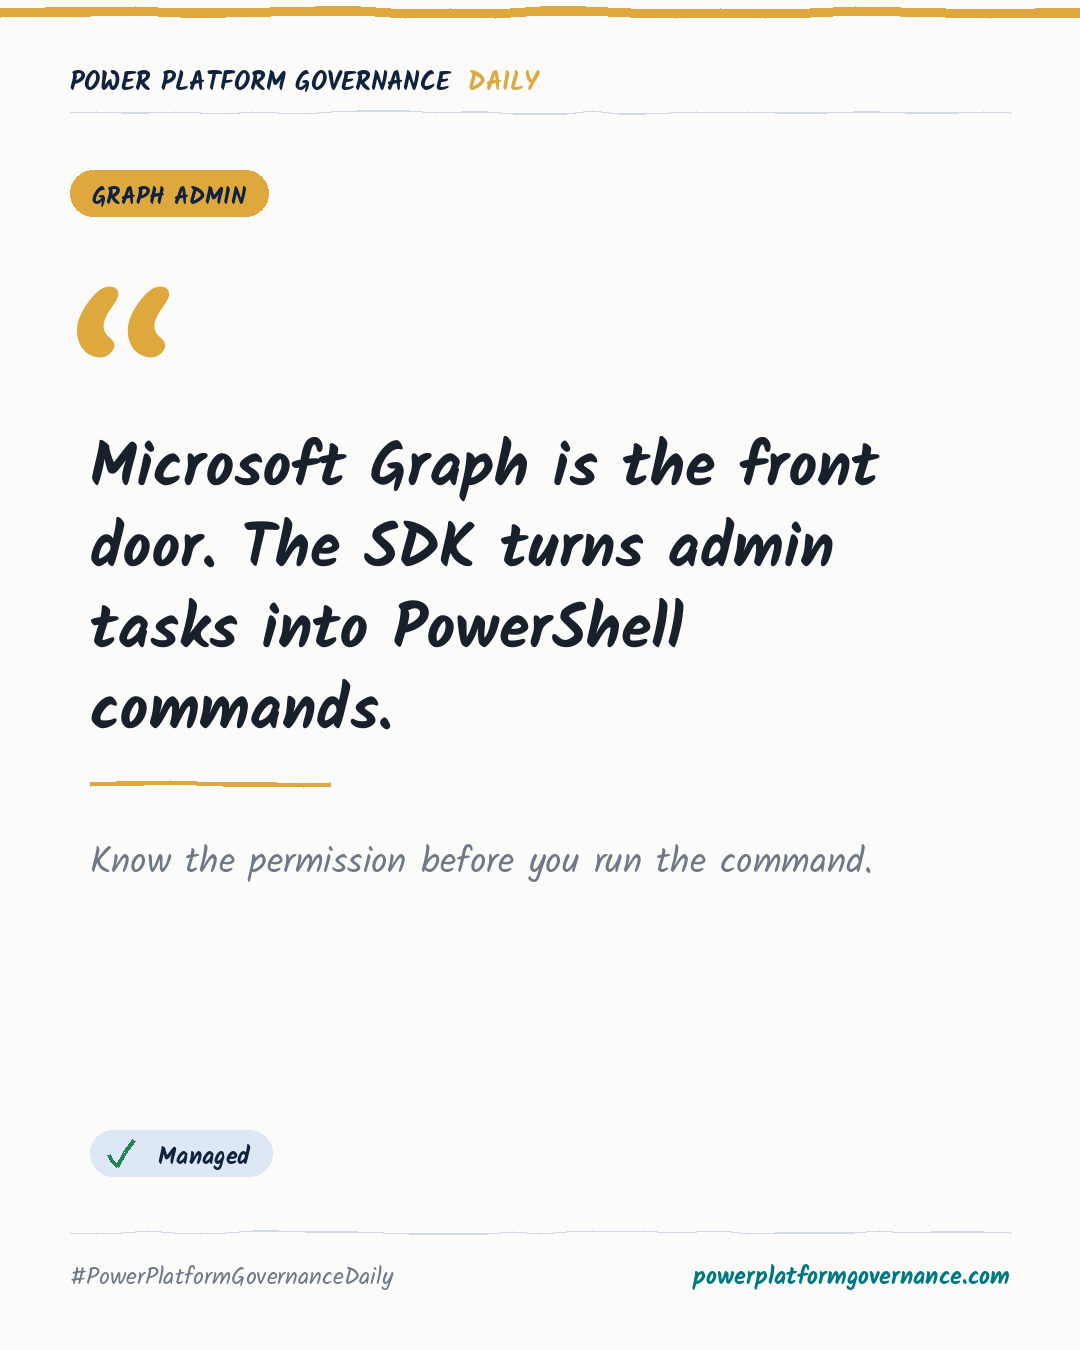 POWER PLATFORM GOVERNANCE DAILY
GRAPH ADMIN
“
Microsoft Graph is the front
door. The SDK turns admin
tasks into PowerShell
commands.
Know the permission before you run the command.
✓ Managed
#PowerPlatformGovernanceDaily
powerplatformgovernance.com